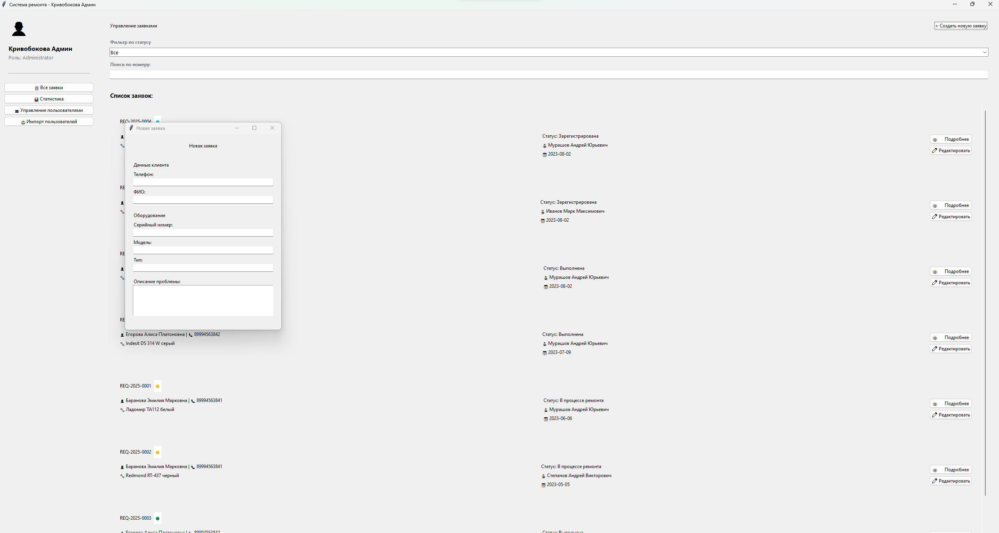 Система ремонта - Кривобокова Админ
Кривобокова Админ
Роль: Administrator
Все заявки
Статистика
Управление пользователями
Импорт пользователей
Управление заявками
+ Создать новую заявку
Фильтр по статусу
Все
Поиск по номеру:
Список заявок:
REQ-2025-0004
Статус: Зарегистрирована
Мурашов Андрей Юрьевич
2023-08-02
Подробнее
Редактировать
Новая заявка
Новая заявка
Данные клиента
Телефон:
ФИО:
Оборудование
Серийный номер:
Модель:
Тип:
Описание проблемы:
RE
Статус: Зарегистрирована
Иванов Марк Максимович
2023-08-02
Подробнее
Редактировать
RE
Статус: Выполнена
Мурашов Андрей Юрьевич
2023-08-02
Подробнее
Редактировать
RE
Егорова Алиса Платоновна | 89994563842
Indesit DS 314 W серый
Статус: Выполнена
Мурашов Андрей Юрьевич
2023-07-09
Подробнее
Редактировать
REQ-2025-0001
Баранова Эмилия Марковна | 89994563841
Ладомир ТА112 белый
Статус: В процессе ремонта
Мурашов Андрей Юрьевич
2023-06-06
Подробнее
Редактировать
REQ-2025-0002
Баранова Эмилия Марковна | 89994563841
Redmond RT-437 черный
Статус: В процессе ремонта
Степанов Андрей Викторович
2023-05-05
Подробнее
Редактировать
REQ-2025-0003
Егорова Алиса Платоновна | 89994563842
Статус: Выполнена